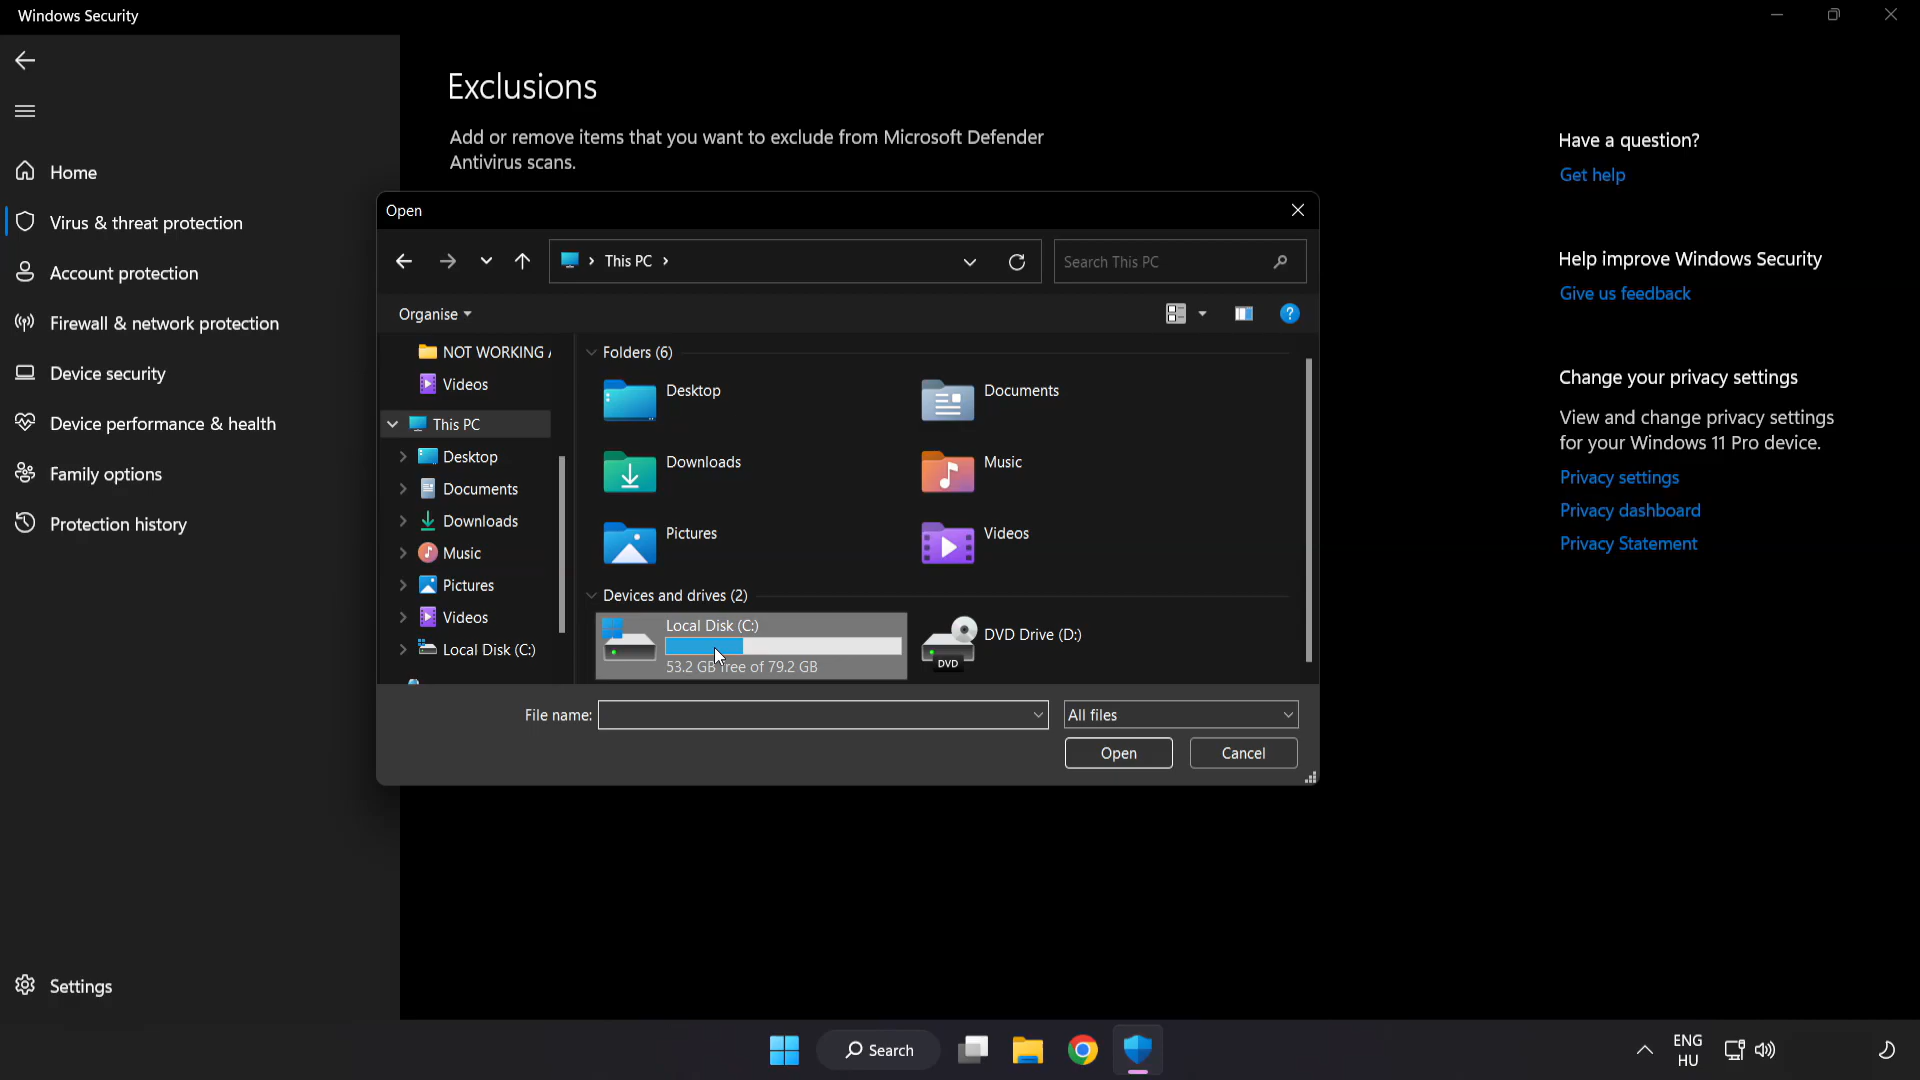 Windows Security
Home
Virus & threat protection
Account protection
Firewall & network protection
Device security
Device performance & health
Family options
Protection history
Settings
Exclusions
Add or remove items that you want to exclude from Microsoft Defender
Antivirus scans.
Open
This PC
Search This PC
Organise
NOT WORKING
Videos
This PC
Desktop
Documents
Downloads
Music
Pictures
Videos
Local Disk (C:)
Folders (6)
Desktop
Documents
Downloads
Music
Pictures
Videos
Devices and drives (2)
Local Disk (C:)
53.2 GB free of 79.2 GB
DVD
DVD Drive (D:)
File name:
All files
Open
Cancel
Have a question?
Get help
Help improve Windows Security
Give us feedback
Change your privacy settings
View and change privacy settings
for your Windows 11 Pro device.
Privacy settings
Privacy dashboard
Privacy Statement
Search
ENG
HU